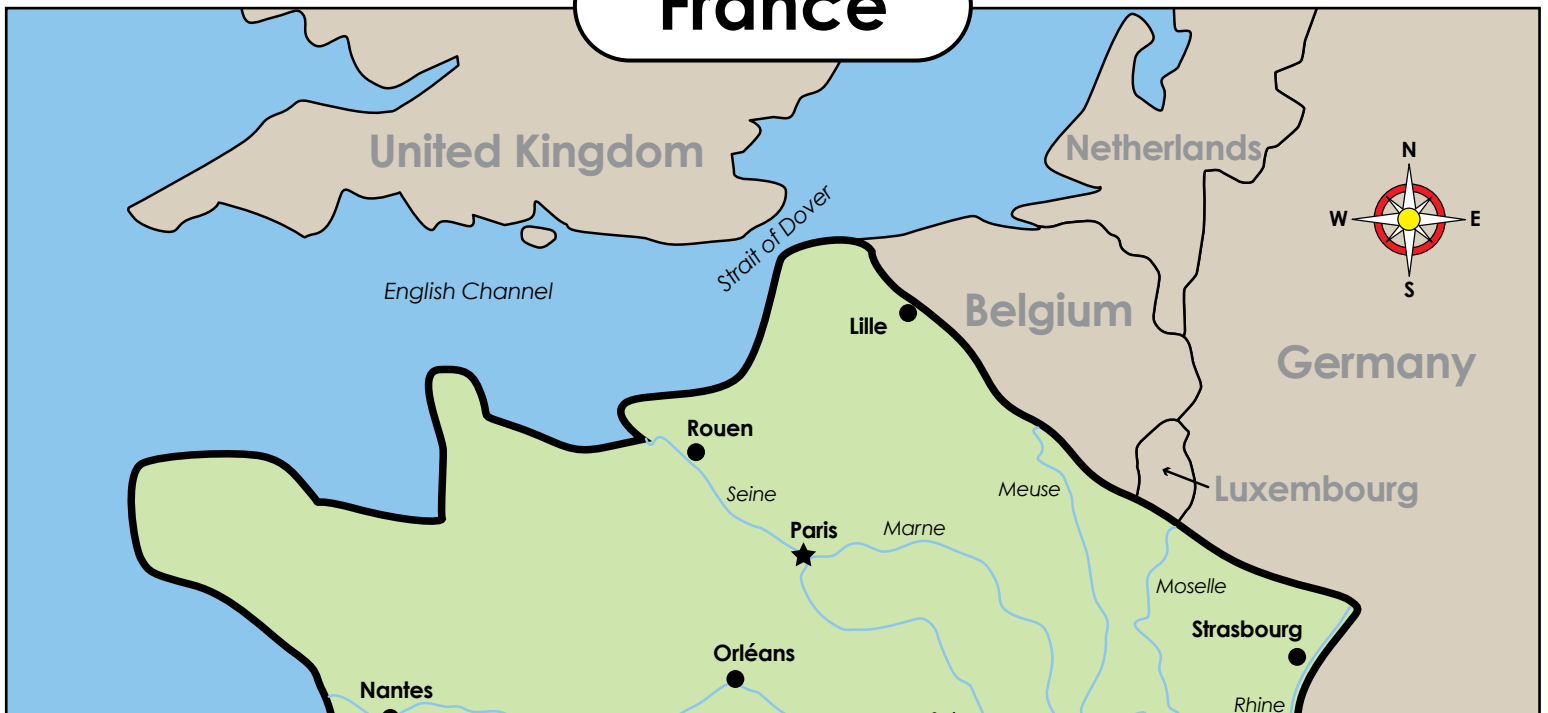 France
United Kingdom
Netherlands
N
W
E
S
Strait of Dover
English Channel
Belgium
Lille
Germany
Rouen
Luxembourg
Meuse
Seine
Paris
Marne
Moselle
Strasbourg
Orléans
Nantes
Rhine